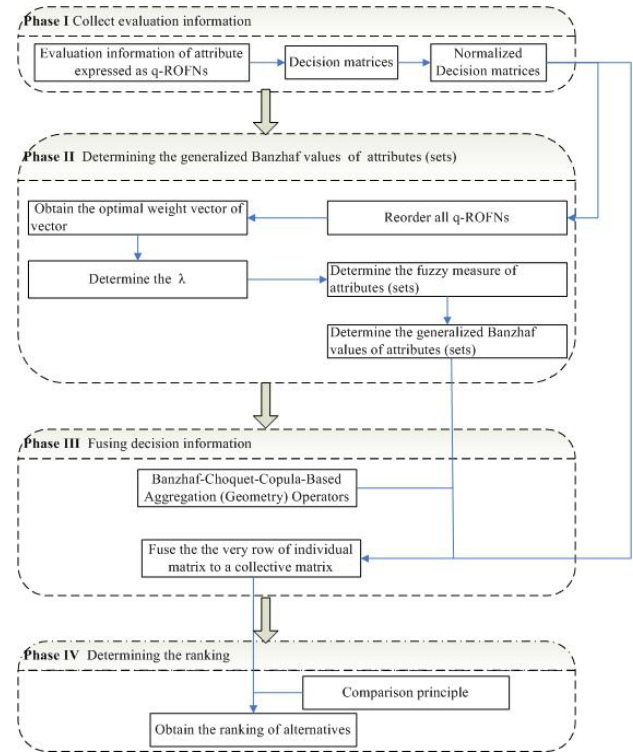 Phase I Collect evaluation information
Evaluation information of attribute
expressed as q-ROFNs
Decision matrices
Normalized
Decision matrices
Phase II Determining the generalized Banzhaf values of attributes (sets)
Obtain the optimal weight vector of
vector
Reorder all q-ROFNs
Determine the λ
Determine the fuzzy measure of
attributes (sets)
Determine the generalized Banzhaf
values of attributes (sets)
Phase III Fusing decision information
Banzhaf-Choquet-Copula-Based
Aggregation (Geometry) Operators
Fuse the the very row of individual
matrix to a collective matrix
Phase IV Determining the ranking
Comparison principle
Obtain the ranking of alternatives